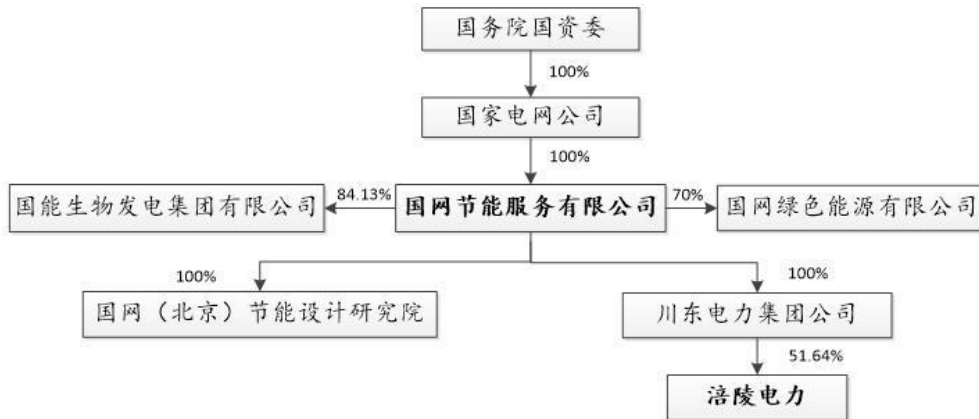 国务院国资委
100%
国家电网公司
100%
国能生物发电集团有限公司
84.13%
国网节能服务有限公司
70%
国网绿色能源有限公司
100%
100%
国网（北京）节能设计研究院
川东电力集团公司
51.64%
涪陵电力